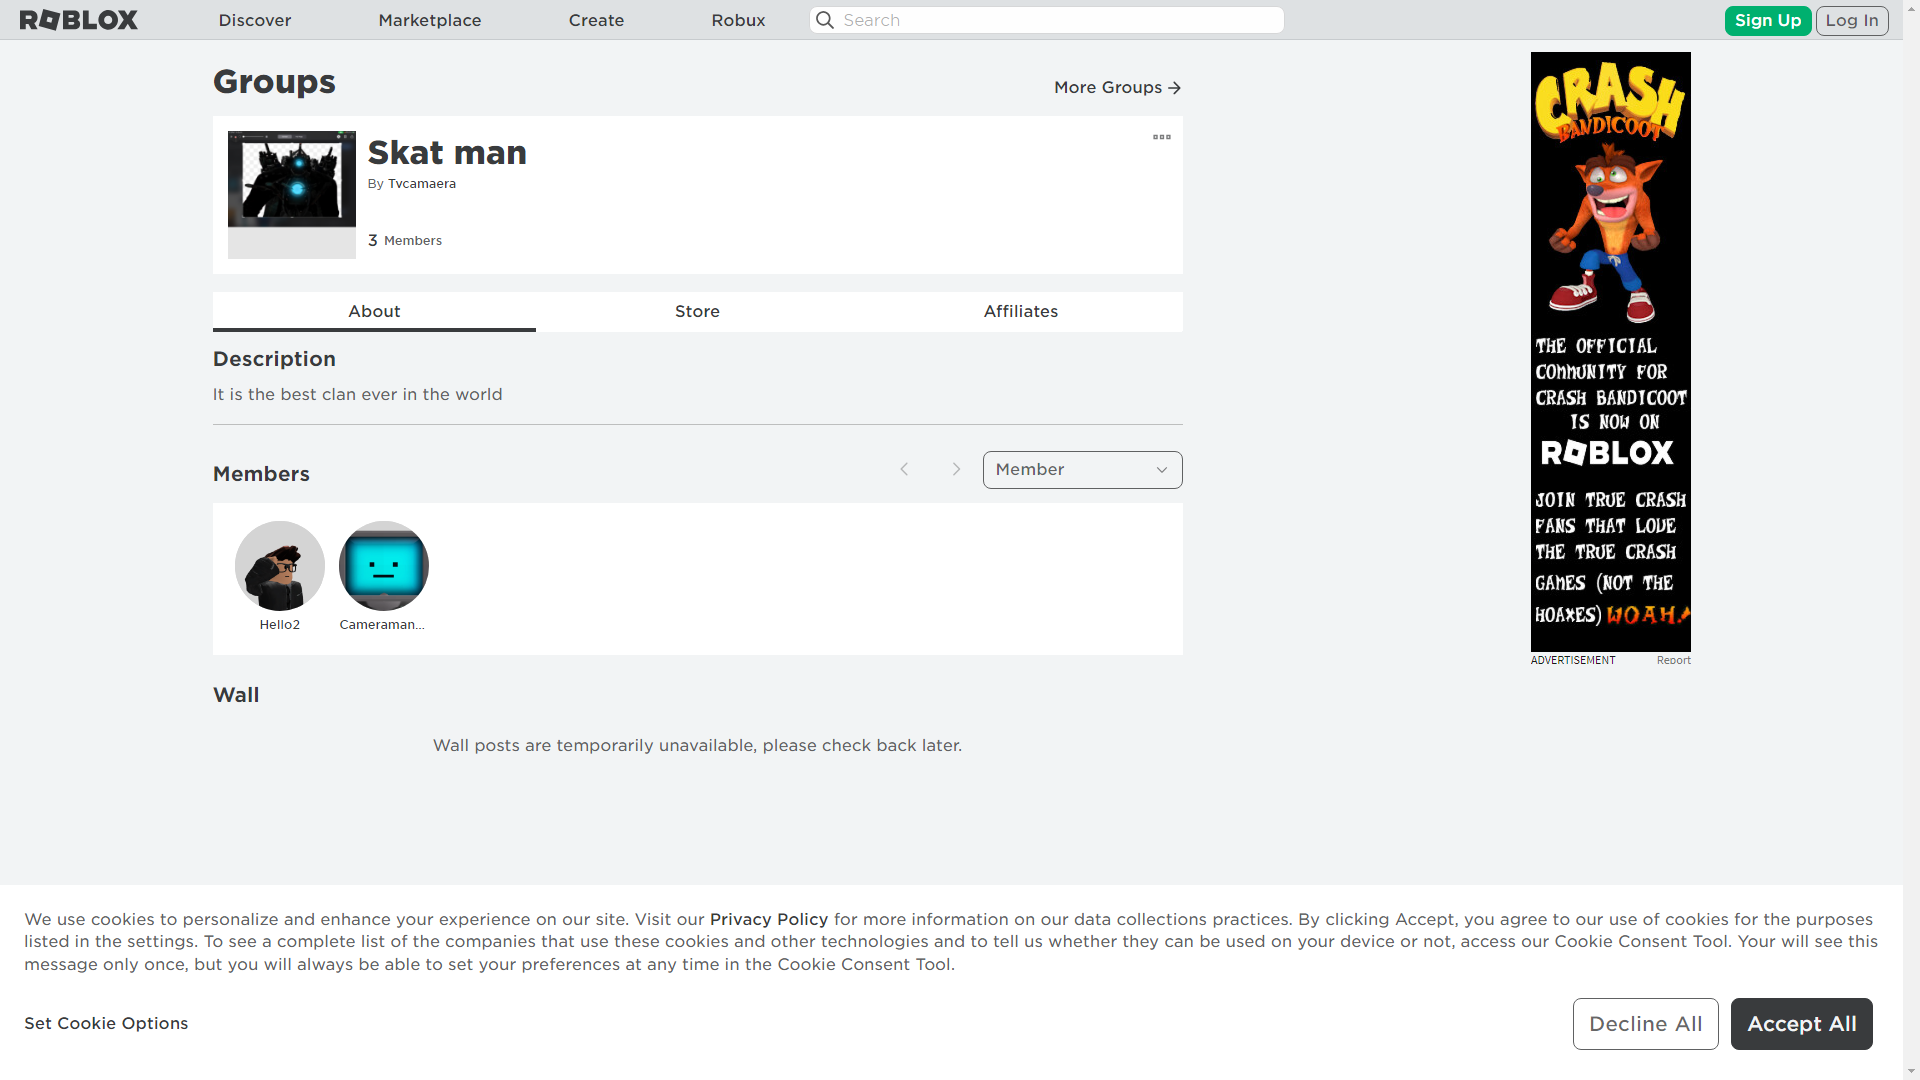 ROBLOX
Discover
Marketplace
Create
Robux
Search
Sign Up
Log In
Groups
More Groups
Skat man
By Tvcamaera
3 Members
About
Store
Affiliates
Description
It is the best clan ever in the world
Members
Member
Hello2
Cameraman...
Wall
Wall posts are temporarily unavailable, please check back later.
CRASH
BANDICOOT
THE OFFICIAL
COMMUNITY FOR
CRASH BANDICOOT
IS NOW ON
ROBLOX
JOIN TRUE CRASH
FANS THAT LOVE
THE TRUE CRASH
GAMES (NOT THE
HOAXES) WOAH!
ADVERTISEMENT
Report
We use cookies to personalize and enhance your experience on our site. Visit our Privacy Policy for more information on our data collections practices. By clicking Accept, you agree to our use of cookies for the purposes
listed in the settings. To see a complete list of the companies that use these cookies and other technologies and to tell us whether they can be used on your device or not, access our Cookie Consent Tool. Your will see this
message only once, but you will always be able to set your preferences at any time in the Cookie Consent Tool.
Set Cookie Options
Decline All
Accept All